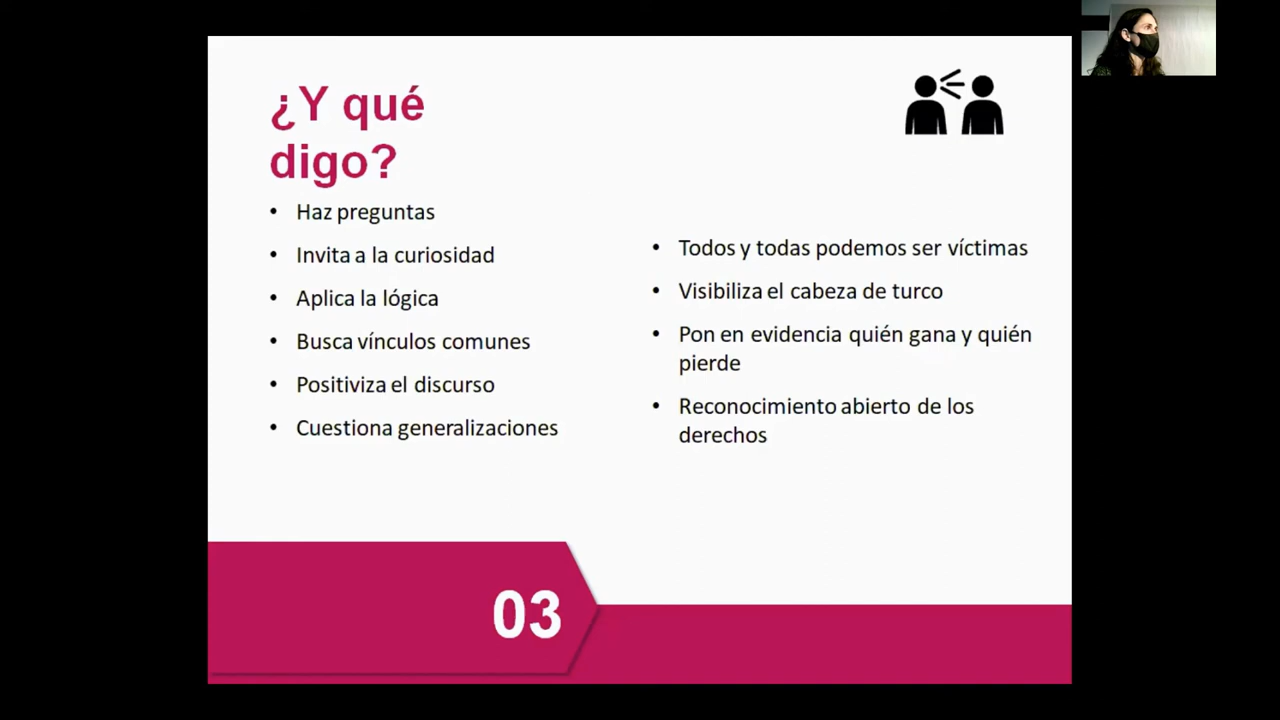 ¿Y qué
digo?
Haz preguntas
Invita a la curiosidad
Aplica la lógica
Busca vínculos comunes
Positiviza el discurso
Cuestiona generalizaciones
Todos y todas podemos ser víctimas
Visibiliza el cabeza de turco
Pon en evidencia quién gana y quién
pierde
Reconocimiento abierto de los
derechos
03